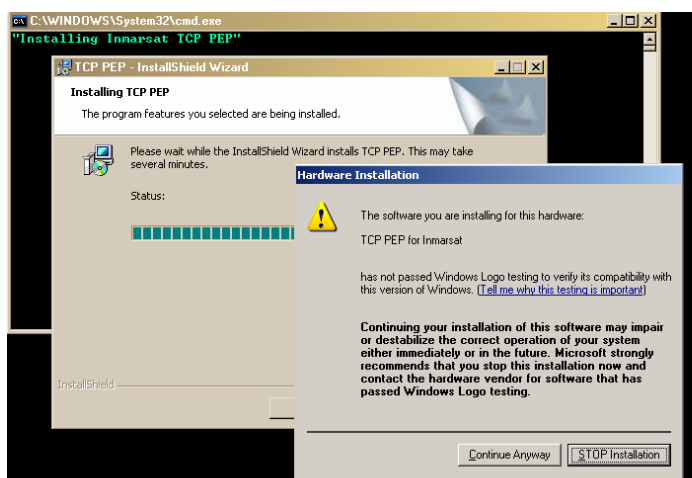 C:\WINDOWS\System32\cmd.exe
"Installing Inmarsat TCP PEP"
TCP PEP - InstallShield Wizard
Installing TCP PEP
The program features you selected are being installed.
Please wait while the InstallShield Wizard installs TCP PEP. This may take
several minutes.
Status:
InstallShield
Hardware Installation
The software you are installing for this hardware:
TCP PEP for Inmarsat
has not passed Windows Logo testing to verify its compatibility with
this version of Windows. (Tell me why this testing is important)
Continuing your installation of this software may impair
or destabilize the correct operation of your system
either immediately or in the future. Microsoft strongly
recommends that you stop this installation now and
contact the hardware vendor for software that has
passed Windows Logo testing.
Continue Anyway
STOP Installation